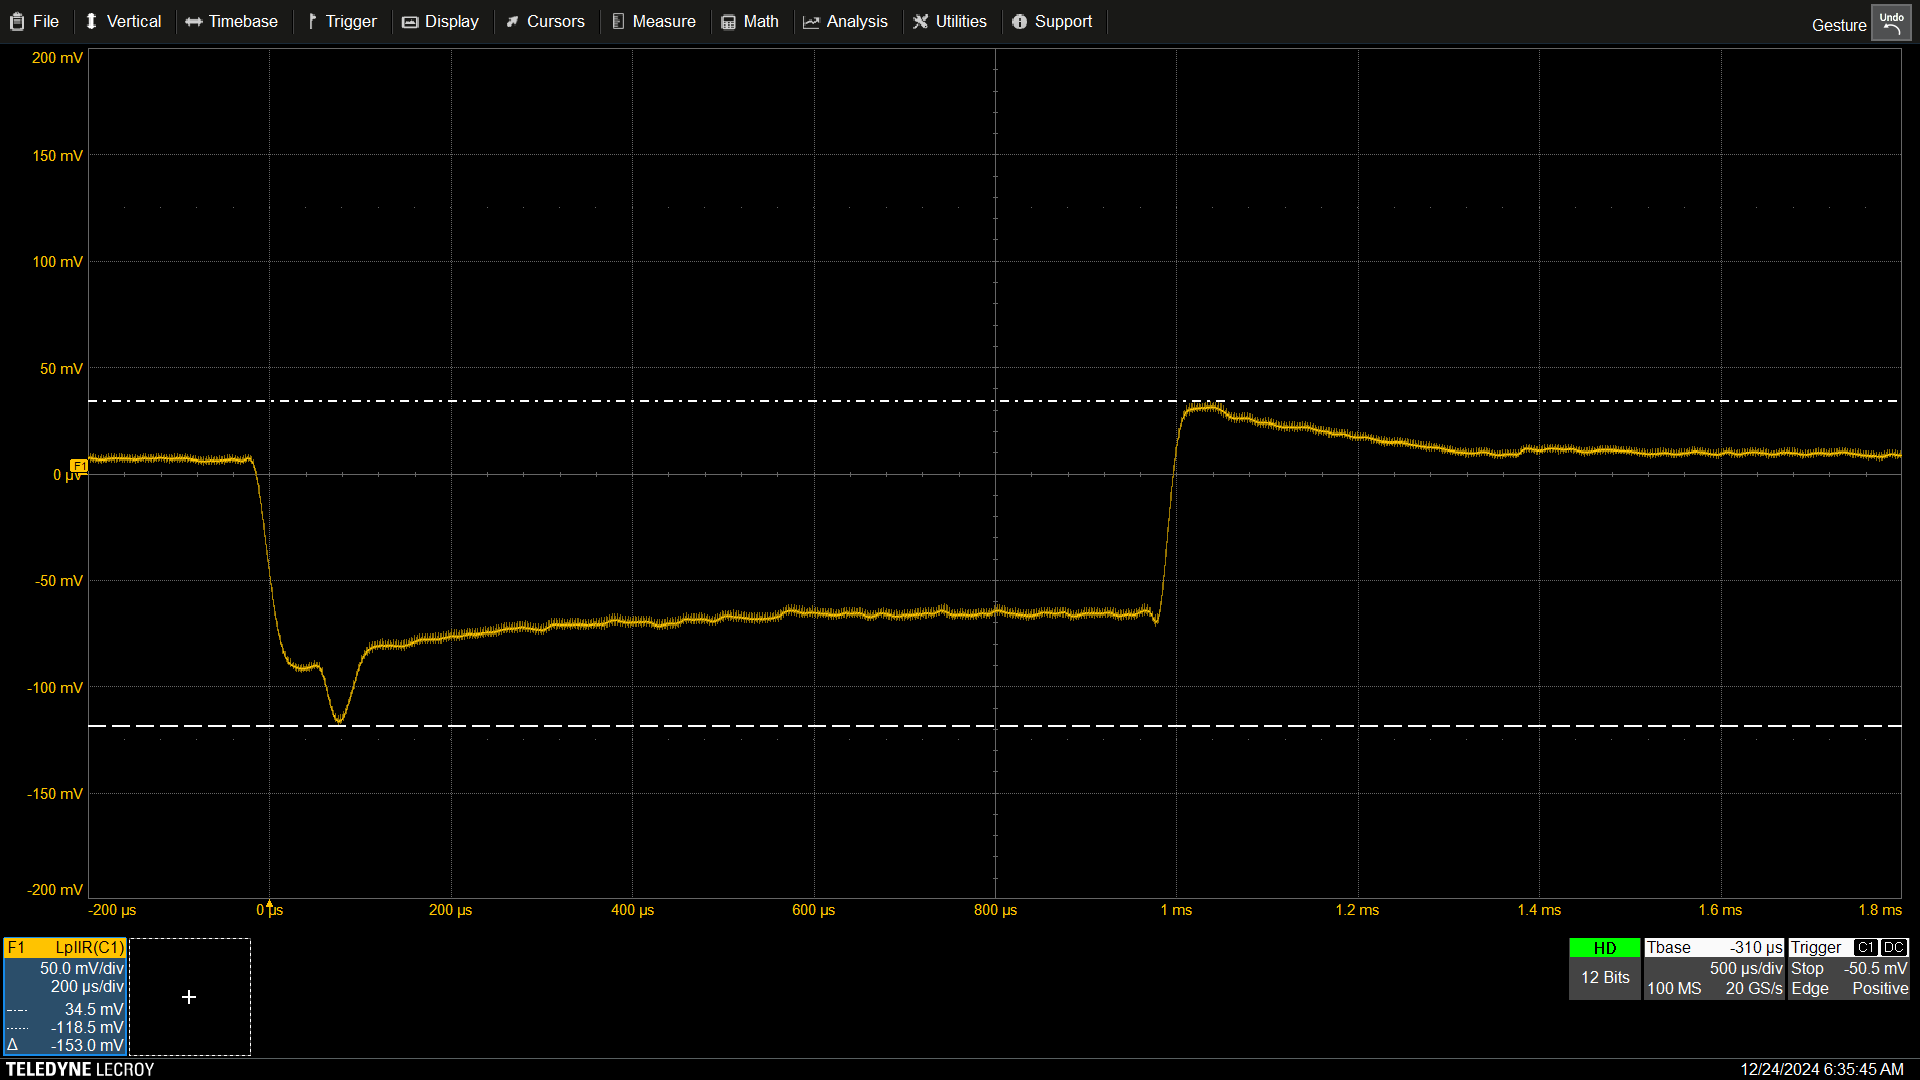 File Vertical Timebase Trigger Display Cursors Measure Math Analysis Utilities Support
Gesture Undo
200 mV
150 mV
100 mV
50 mV
F1
0 µV
-50 mV
-100 mV
-150 mV
-200 mV
-200 µs 0 µs 200 µs 400 µs 600 µs 800 µs 1 ms 1.2 ms 1.4 ms 1.6 ms 1.8 ms
F1 LpIIR(C1)
50.0 mV/div
200 µs/div
34.5 mV
-118.5 mV
Δ -153.0 mV
+
HD
12 Bits
Tbase -310 µs
500 µs/div
100 MS 20 GS/s
Trigger C1 DC
Stop -50.5 mV
Edge Positive
TELEDYNE LECROY
12/24/2024 6:35:45 AM